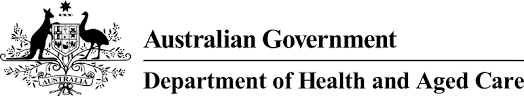 Australian Government
Department of Health and Aged Care
AUSTRALIA